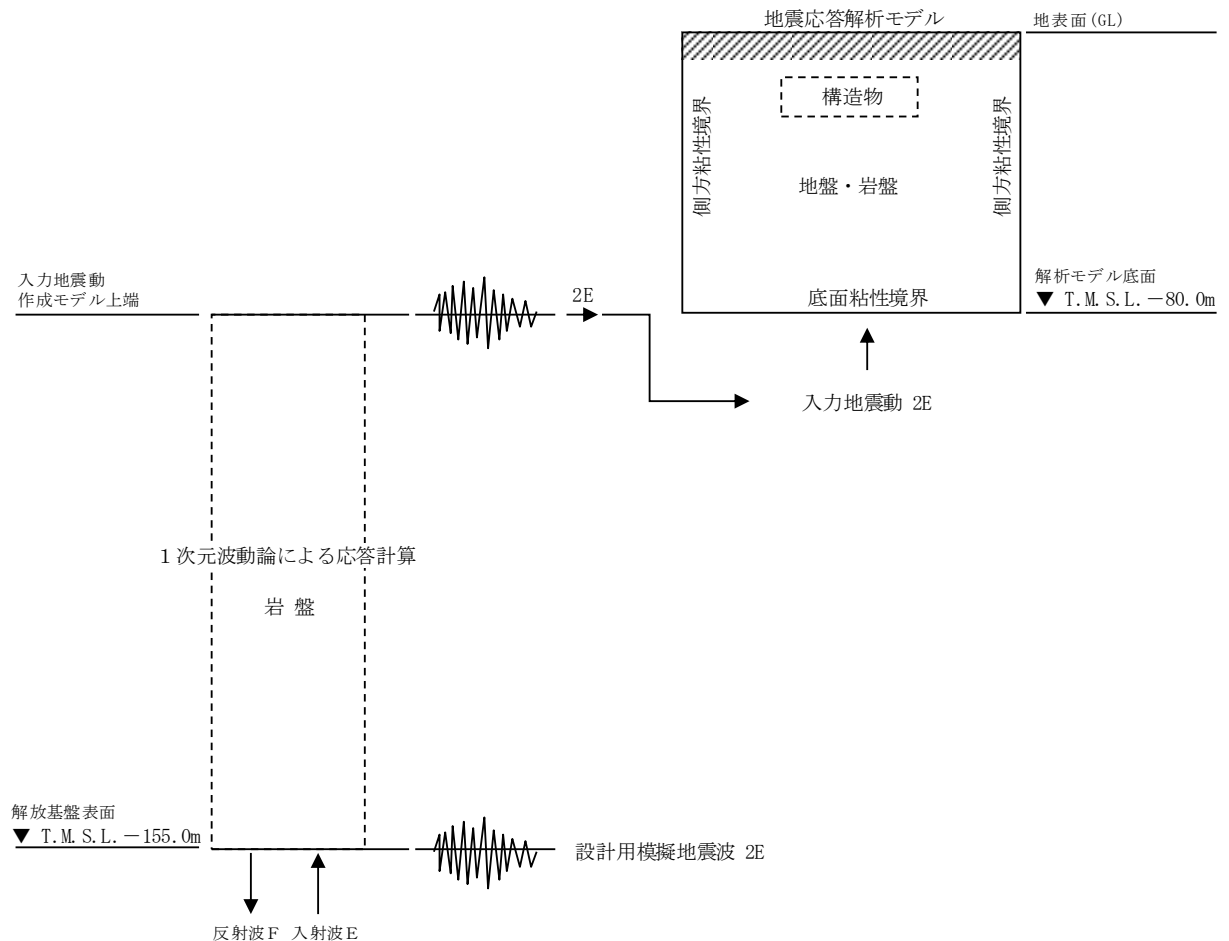 地震応答解析モデル
地表面(GL)
構造物
側方粘性境界
側方粘性境界
地盤・岩盤
入力地震動
作成モデル上端
2E
底面粘性境界
解析モデル底面
▼ T.M.S.L.－80.0m
入力地震動 2E
１次元波動論による応答計算
岩 盤
解放基盤表面
▼ T.M.S.L.－155.0m
設計用模擬地震波 2E
反射波Ｆ 入射波Ｅ